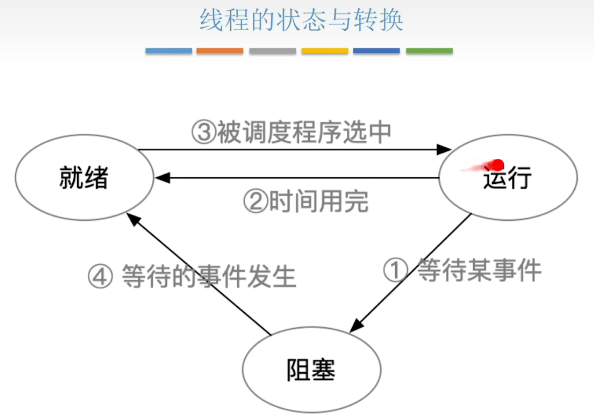 线程的状态与转换
③被调度程序选中
就绪
运行
②时间用完
① 等待某事件
④ 等待的事件发生
阻塞